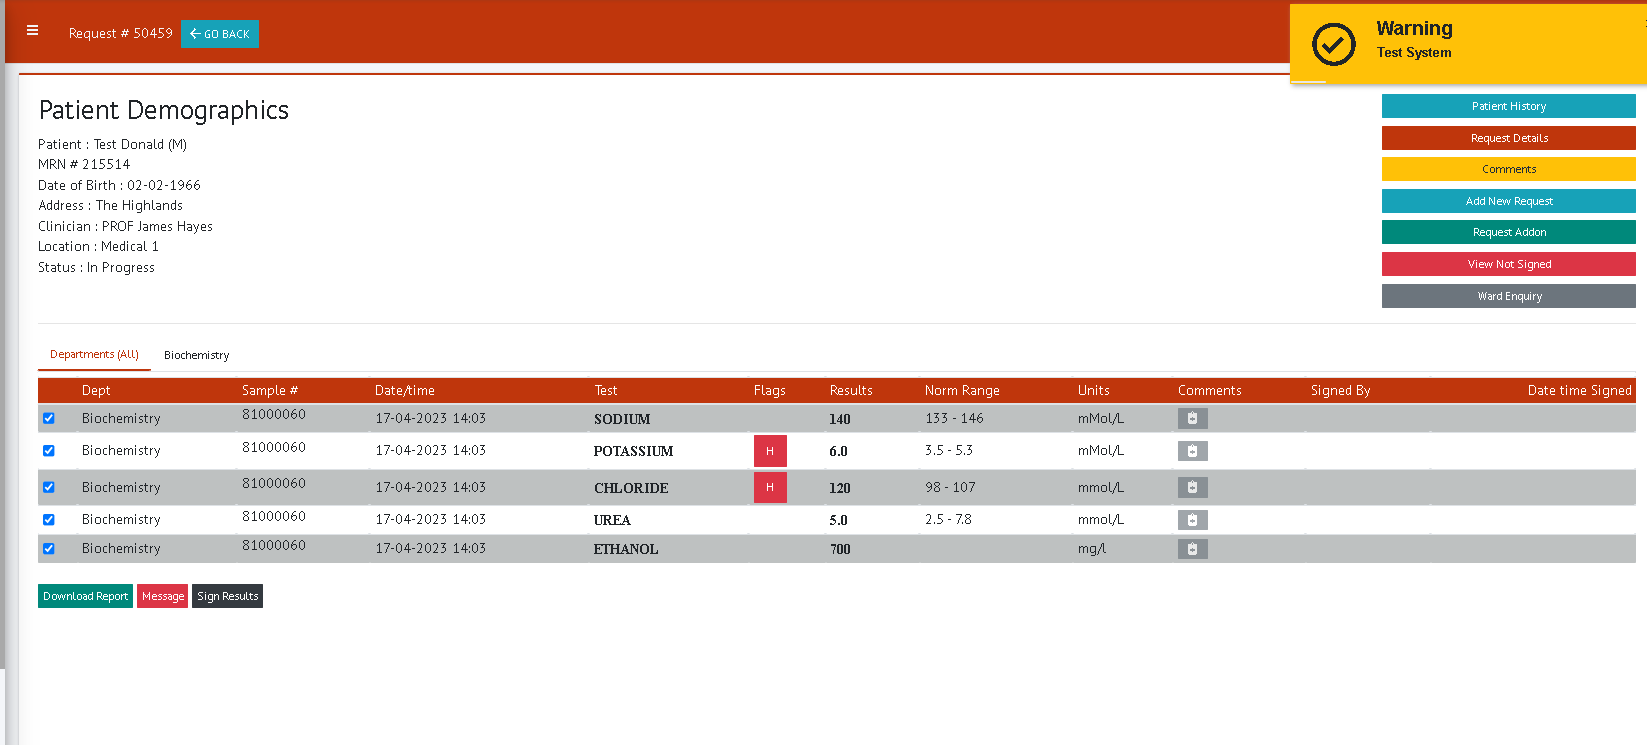 Request # 50459 GO BACK
Warning
Test System
Patient Demographics
Patient : Test Donald (M)
MRN # 215514
Date of Birth : 02-02-1966
Address : The Highlands
Clinician : PROF James Hayes
Location : Medical 1
Status : In Progress
Patient History
Request Details
Comments
Add New Request
Request Addon
View Not Signed
Ward Enquiry
Departments (All) Biochemistry
Dept Sample # Date/time Test Flags Results Norm Range Units Comments Signed By Date time Signed
Biochemistry 81000060 17-04-2023 14:03 SODIUM 140 133 - 146 mMol/L
Biochemistry 81000060 17-04-2023 14:03 POTASSIUM H 6.0 3.5 - 5.3 mMol/L
Biochemistry 81000060 17-04-2023 14:03 CHLORIDE H 120 98 - 107 mmol/L
Biochemistry 81000060 17-04-2023 14:03 UREA 5.0 2.5 - 7.8 mmol/L
Biochemistry 81000060 17-04-2023 14:03 ETHANOL 700 mg/l
Download Report Message Sign Results